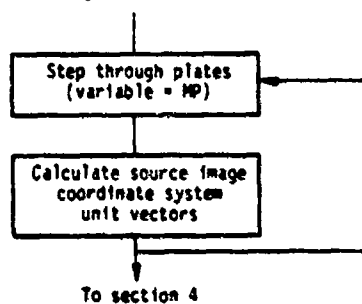 Step through plates
(variable = MP)
Calculate source image
coordinate system
unit vectors
To section 4